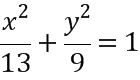 x²/13 + y²/9 = 1